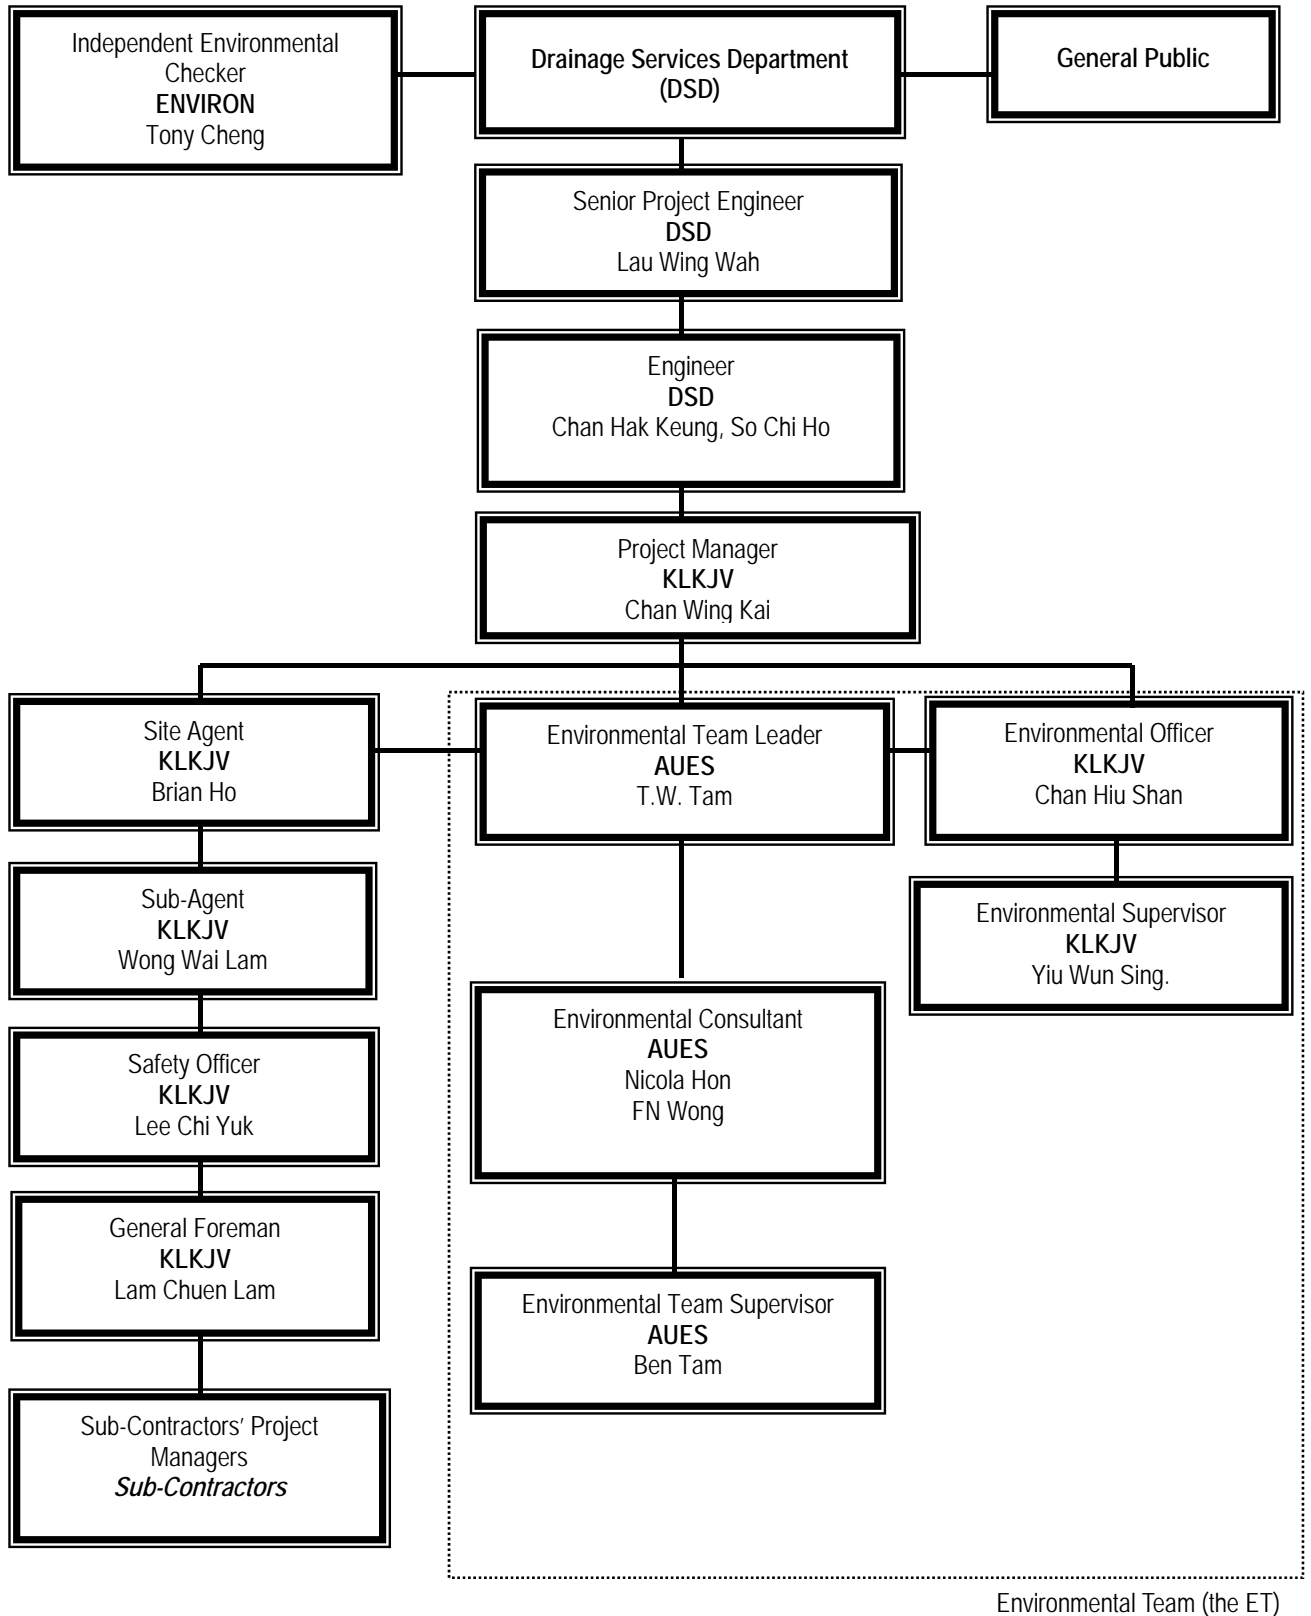 Independent Environmental
Checker
ENVIRON
Tony Cheng
Drainage Services Department
(DSD)
General Public
Senior Project Engineer
DSD
Lau Wing Wah
Engineer
DSD
Chan Hak Keung, So Chi Ho
Project Manager
KLKJV
Chan Wing Kai
Site Agent
KLKJV
Brian Ho
Environmental Team Leader
AUES
T.W. Tam
Environmental Officer
KLKJV
Chan Hiu Shan
Sub-Agent
KLKJV
Wong Wai Lam
Environmental Supervisor
KLKJV
Yiu Wun Sing.
Safety Officer
KLKJV
Lee Chi Yuk
Environmental Consultant
AUES
Nicola Hon
FN Wong
General Foreman
KLKJV
Lam Chuen Lam
Environmental Team Supervisor
AUES
Ben Tam
Sub-Contractors’ Project
Managers
Sub-Contractors
Environmental Team (the ET)